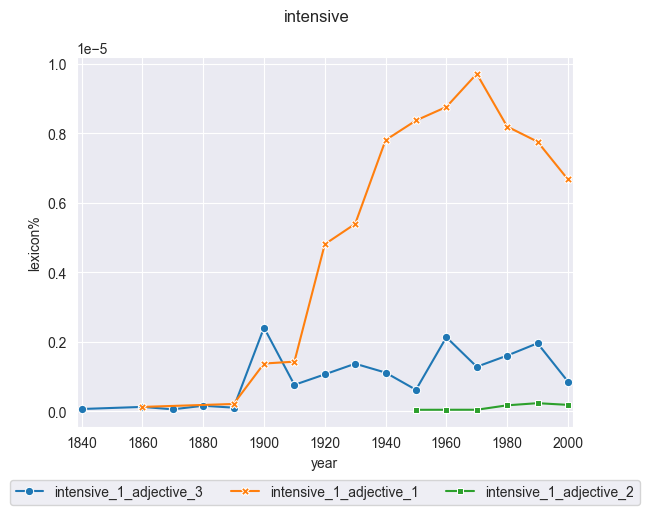 intensive
1e−5
1.0
0.8
0.6
0.4
0.2
0.0
lexicon%
1840 1860 1880 1900 1920 1940 1960 1980 2000
year
intensive_1_adjective_3 intensive_1_adjective_1 intensive_1_adjective_2